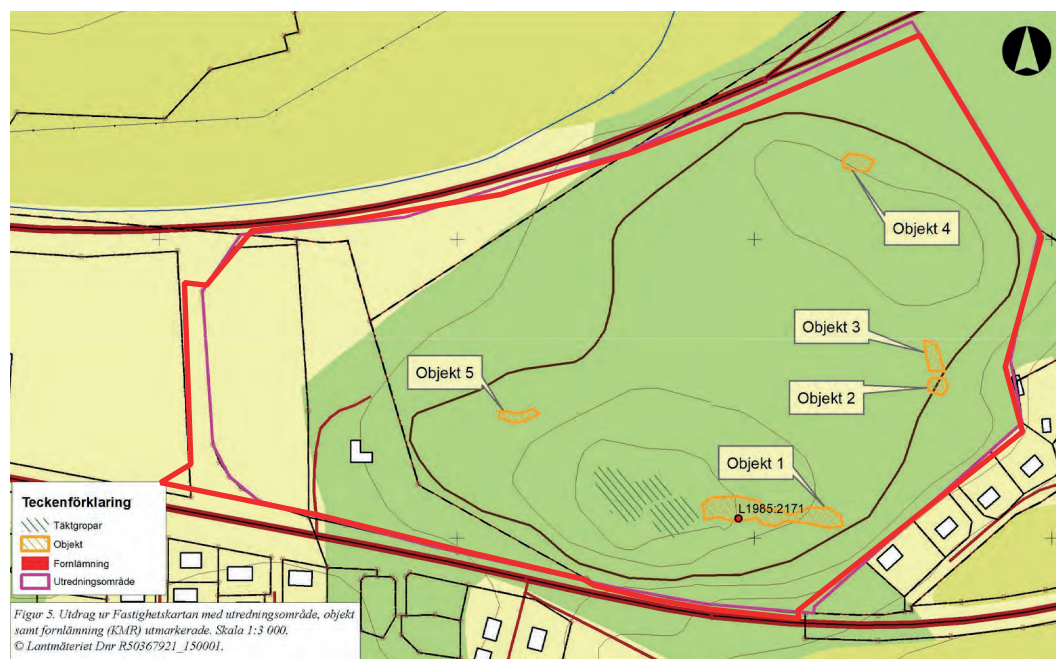 Objekt 4
Objekt 3
Objekt 5
Objekt 2
Objekt 1
L1985:2171
Teckenförklaring
Täktgropar
Objekt
Fornlämning
Utredningsområde
Figur 5. Utdrag ur Fastighetskartan med utredningsområde, objekt
samt fornlämning (KMR) utmarkerade. Skala 1:3 000.
© Lantmäteriet Dnr R50367921_150001.